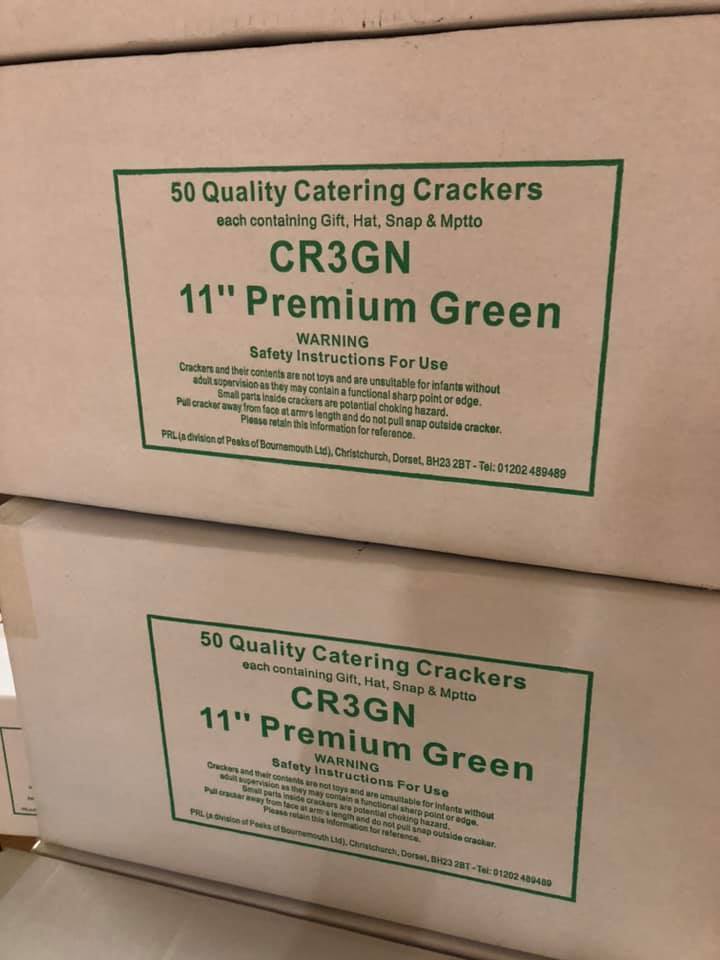 50 Quality Catering Crackers
each containing Gift, Hat, Snap & Mptto
CR3GN
11" Premium Green
WARNING
Safety Instructions For Use
Crackers and their contents are not toys and are unsuitable for infants without
adult supervision as they may contain a functional sharp point or edge.
Small parts inside crackers are potential choking hazard.
Pull cracker away from face at arm's length and do not pull snap outside cracker.
Please retain this information for reference.
PRL (a division of Peeks of Bournemouth Ltd), Christchurch, Dorset, BH23 2BT - Tel: 01202 489489
50 Quality Catering Crackers
each containing Gift, Hat, Snap & Mptto
CR3GN
11" Premium Green
WARNING
Safety Instructions For Use
Crackers and their contents are not toys and are unsuitable for infants without
adult supervision as they may contain a functional sharp point or edge.
Small parts inside crackers are potential choking hazard.
Pull cracker away from face at arm's length and do not pull snap outside cracker.
Please retain this information for reference.
PRL (a division of Peeks of Bournemouth Ltd), Christchurch, Dorset, BH23 2BT - Tel: 01202 489489